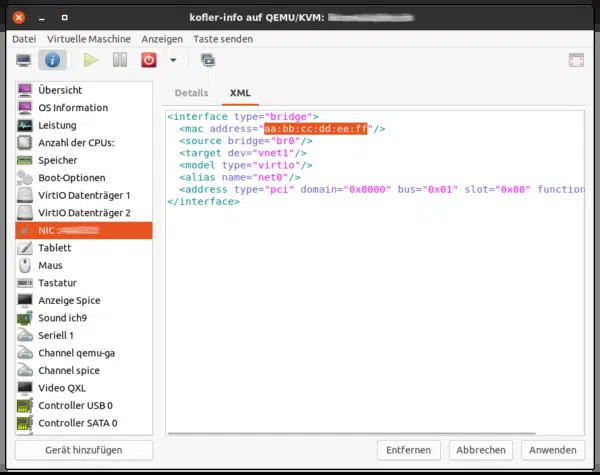 kofler-info auf QEMU/KVM:
Datei Virtuelle Maschine Anzeigen Taste senden
Übersicht
OS Information
Leistung
Anzahl der CPUs:
Speicher
Boot-Optionen
VirtIO Datenträger 1
VirtIO Datenträger 2
NIC :
Tablett
Maus
Tastatur
Anzeige Spice
Sound ich9
Seriell 1
Channel qemu-ga
Channel spice
Video QXL
Controller USB 0
Controller SATA 0
Gerät hinzufügen
Details XML
<interface type="bridge">
<mac address="aa:bb:cc:dd:ee:ff"/>
<source bridge="br0"/>
<target dev="vnet1"/>
<model type="virtio"/>
<alias name="net0"/>
<address type="pci" domain="0x0000" bus="0x01" slot="0x00" function
</interface>
Entfernen Abbrechen Anwenden